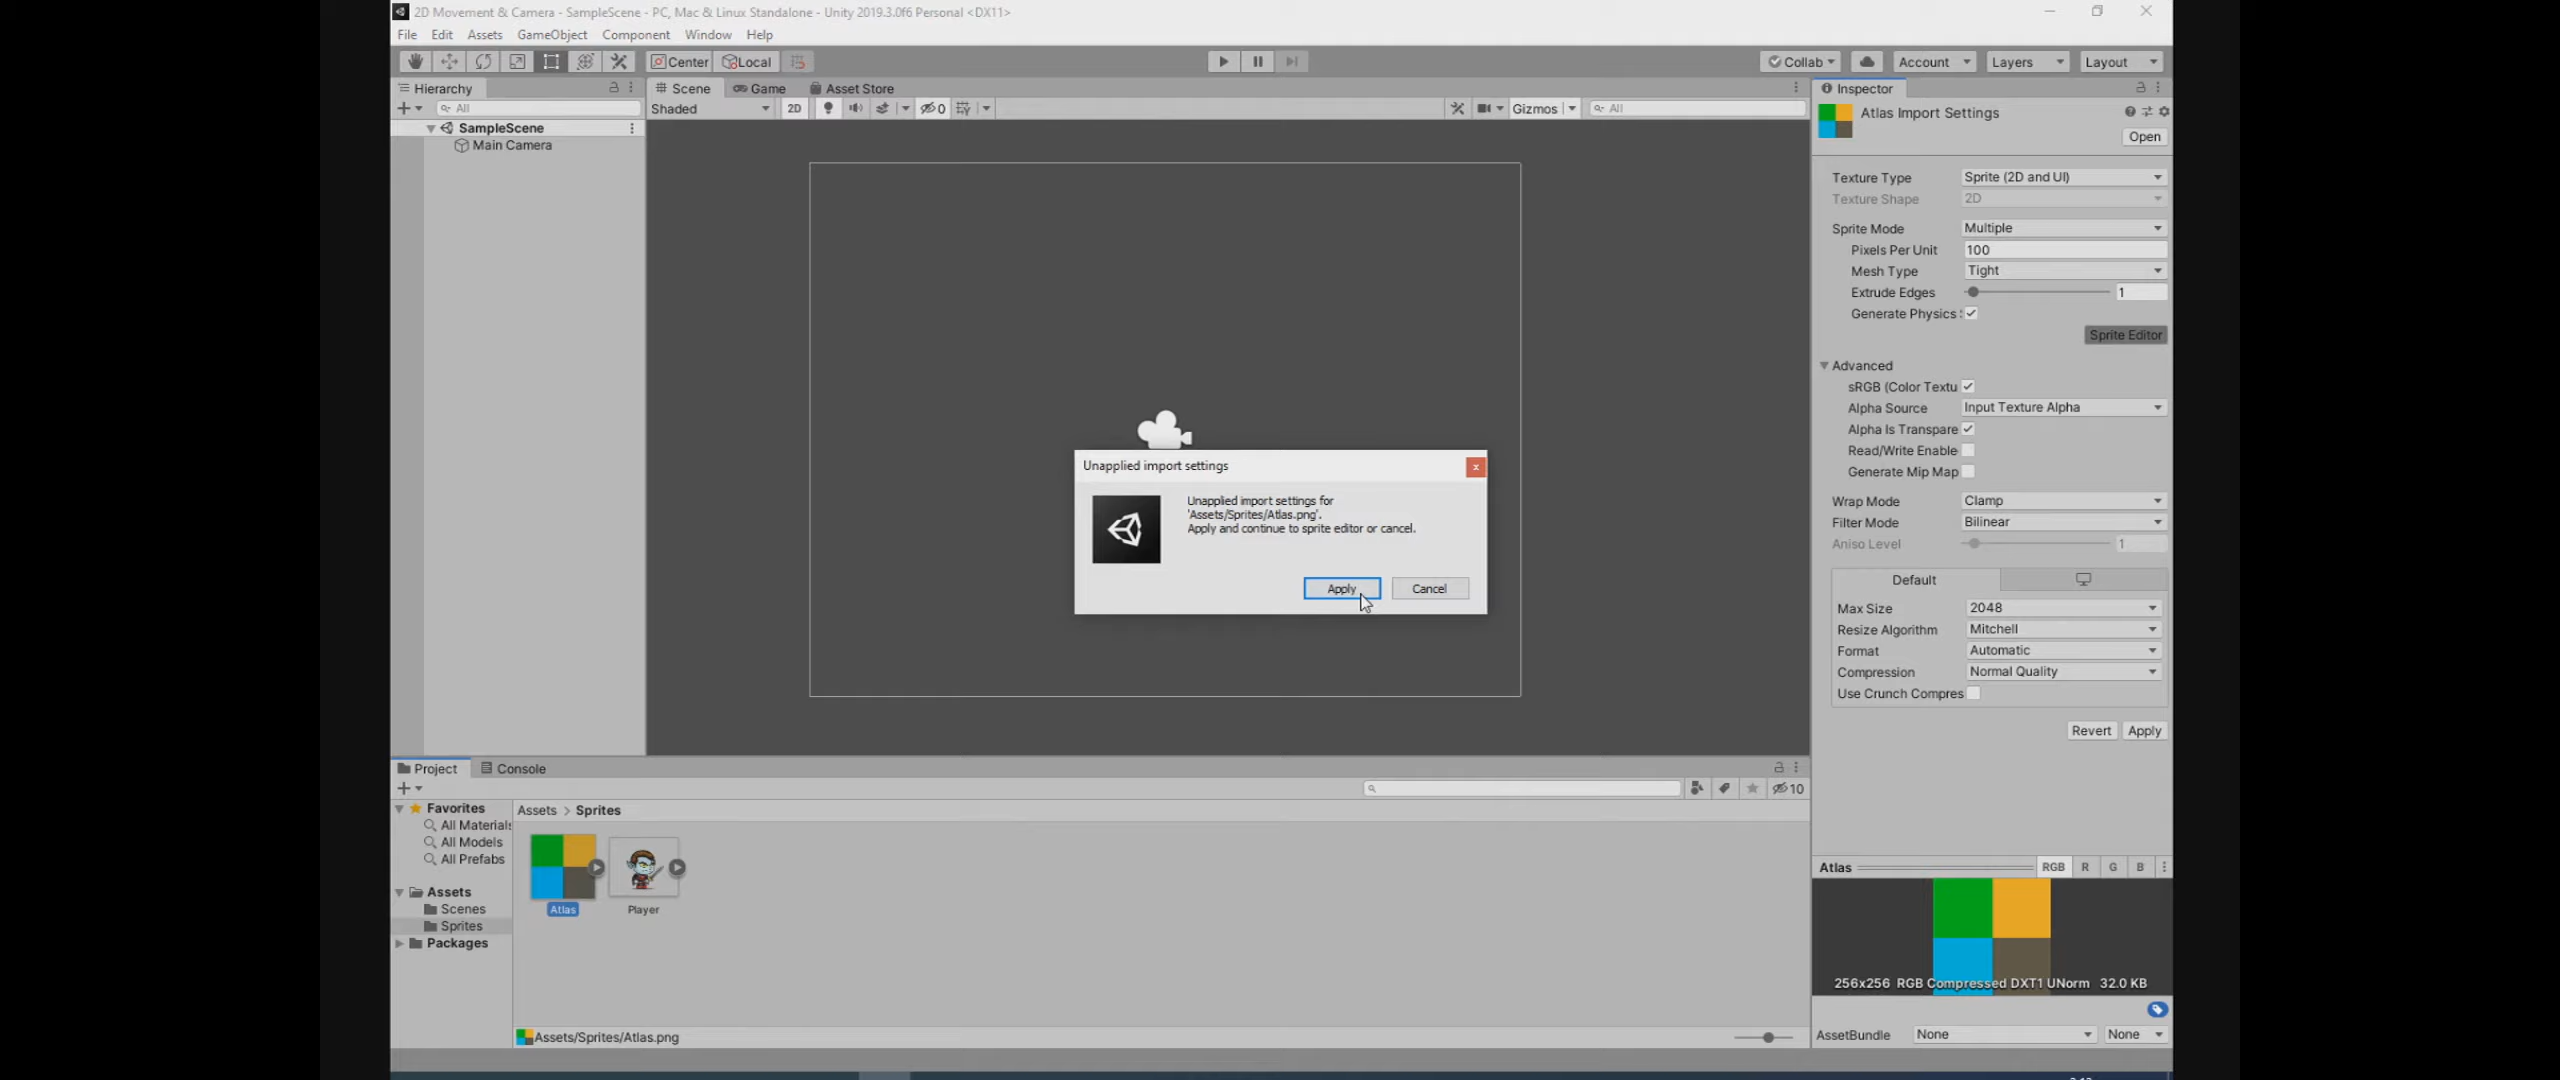 2D Movement & Camera - SampleScene - PC, Mac & Linux Standalone - Unity 2019.3.0f6 Personal <DX11>
File Edit Assets GameObject Component Window Help
Center Local Collab Account Layers Layout
Hierarchy
All
SampleScene
Main Camera
Scene Game Asset Store
Shaded 2D 0 Gizmos All
Unapplied import settings
Unapplied import settings for
'Assets/Sprites/Atlas.png'.
Apply and continue to sprite editor or cancel.
Apply Cancel
Inspector
Atlas Import Settings
Open
Texture Type Sprite (2D and UI)
Texture Shape 2D
Sprite Mode Multiple
Pixels Per Unit 100
Mesh Type Tight
Extrude Edges 1
Generate Physics
Sprite Editor
Advanced
sRGB (Color Textu
Alpha Source Input Texture Alpha
Alpha Is Transpare
Read/Write Enable
Generate Mip Map
Wrap Mode Clamp
Filter Mode Bilinear
Aniso Level 1
Default
Max Size 2048
Resize Algorithm Mitchell
Format Automatic
Compression Normal Quality
Use Crunch Compres
Revert Apply
Project Console
10
Favorites
All Materials
All Models
All Prefabs
Assets
Scenes
Sprites
Packages
Assets > Sprites
Atlas Player
Assets/Sprites/Atlas.png
Atlas RGB R G B
256x256 RGB Compressed DXT1 UNorm 32.0 KB
AssetBundle None None